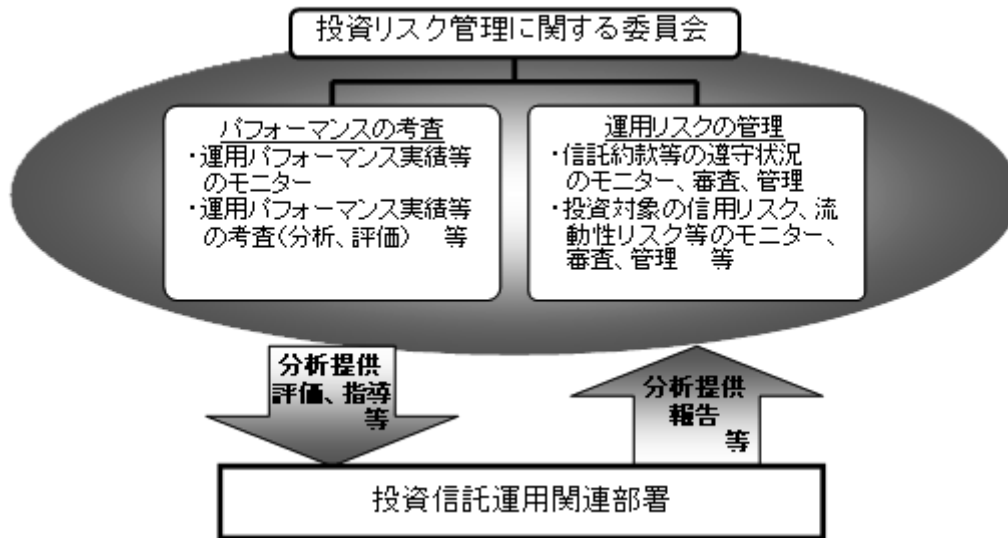 投資リスク管理に関する委員会
パフォーマンスの考査
・運用パフォーマンス実績等
のモニター
・運用パフォーマンス実績等
の考査(分析、評価) 等
運用リスクの管理
・信託約款等の遵守状況
のモニター、審査、管理
・投資対象の信用リスク、流
動性リスク等のモニター、
審査、管理 等
分析提供
評価、指導
等
分析提供
報告
等
投資信託運用関連部署